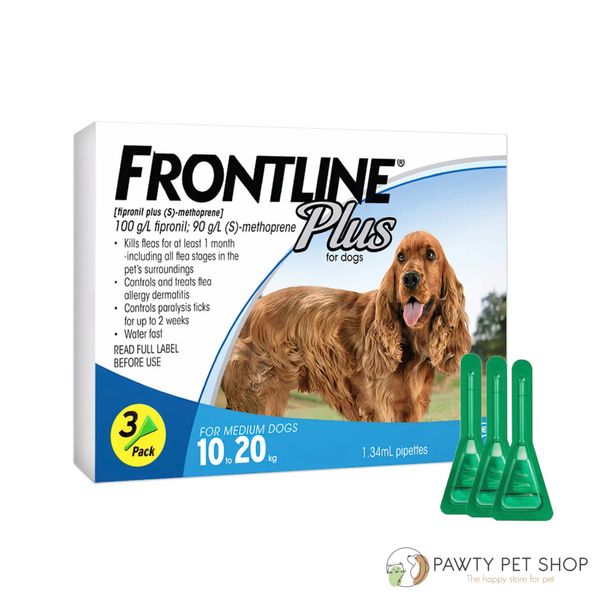 FRONTLINE®
Plus
for dogs
[fipronil plus (S)-methoprene]
100 g/L fipronil; 90 g/L (S)-methoprene
• Kills fleas for at least 1 month
-including all flea stages in the
pet's surroundings
• Controls and treats flea
allergy dermatitis
• Controls paralysis ticks
for up to 2 weeks
• Water fast
READ FULL LABEL
BEFORE USE
3
Pack
FOR MEDIUM DOGS
10 to 20 kg
1.34mL pipettes
PAWTY PET SHOP
The happy store for pet